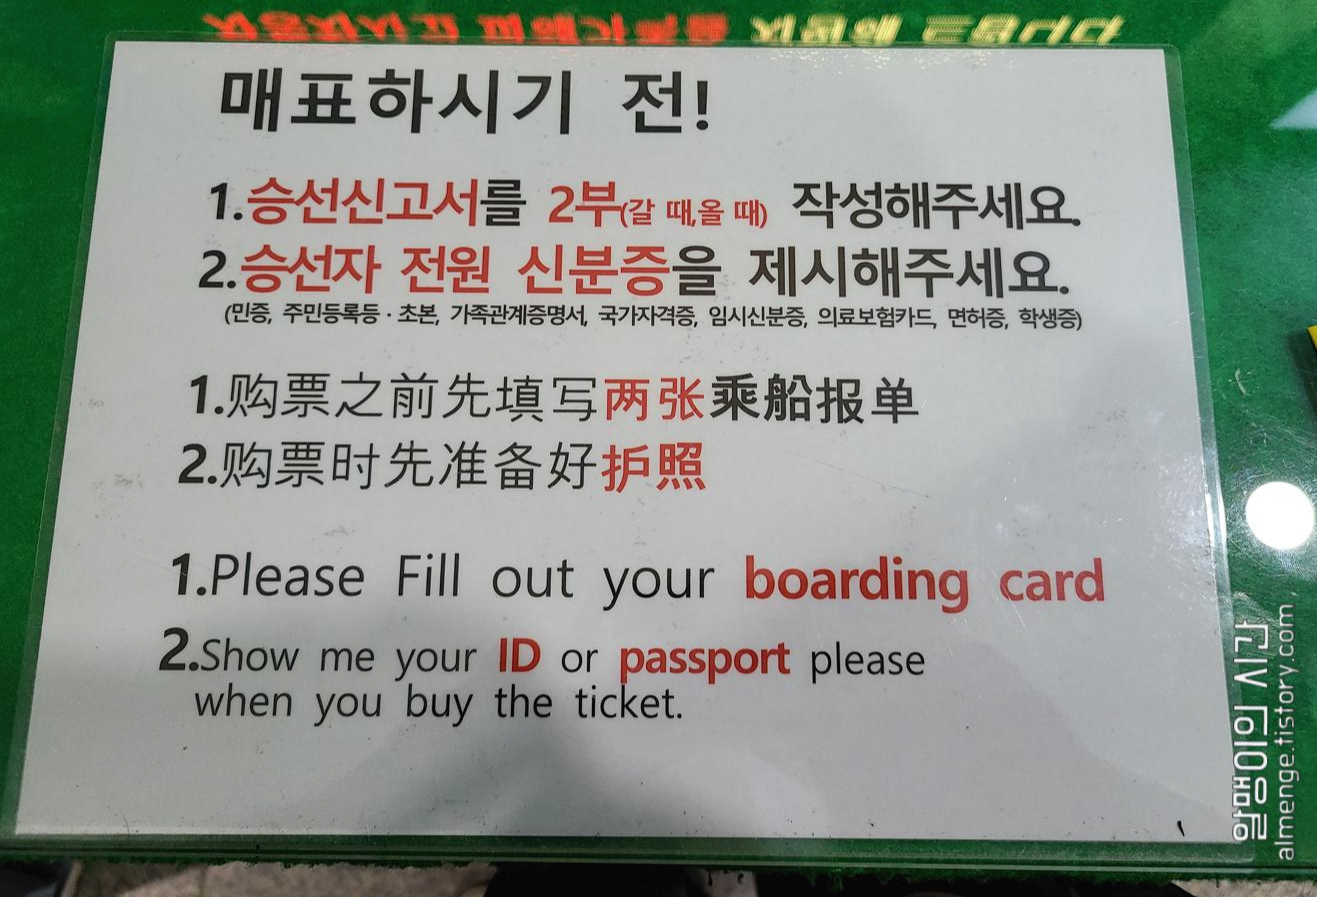 매표하시기 전!
1.승선신고서를 2부(갈 때,올 때) 작성해주세요.
2.승선자 전원 신분증을 제시해주세요.
(민증, 주민등록등·초본, 가족관계증명서, 국가자격증, 임시신분증, 의료보험카드, 면허증, 학생증)
1.购票之前先填写两张乘船报单
2.购票时先准备好护照
1.Please Fill out your boarding card
2.Show me your ID or passport please
when you buy the ticket.
알맹이의 시간
almenge.tistory.com